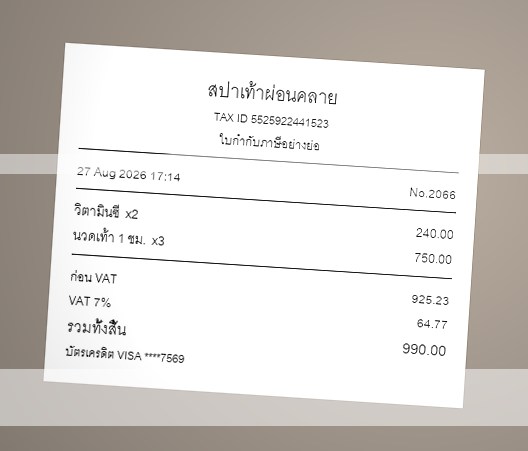 สปาเท้าผ่อนคลาย
TAX ID 5525922441523
ใบกำกับภาษีอย่างย่อ
27 Aug 2026 17:14 No.2066
วิตามินซี x2 240.00
นวดเท้า 1 ชม. x3 750.00
ก่อน VAT 925.23
VAT 7% 64.77
รวมทั้งสิ้น 990.00
บัตรเครดิต VISA ****7569